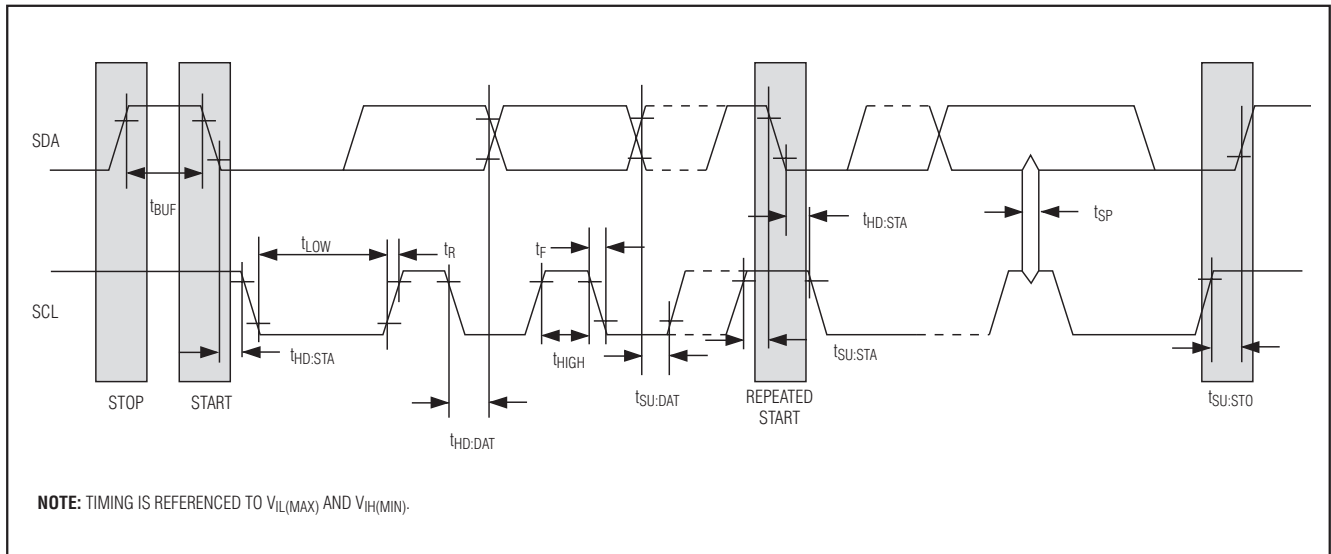 SDA
tBUF
tHD:STA
tSP
tLOW
tR
tF
SCL
tHD:STA
tHIGH
tSU:STA
tSU:DAT
tSU:STO
STOP
START
REPEATED
START
tHD:DAT
NOTE: TIMING IS REFERENCED TO VIL(MAX) AND VIH(MIN).